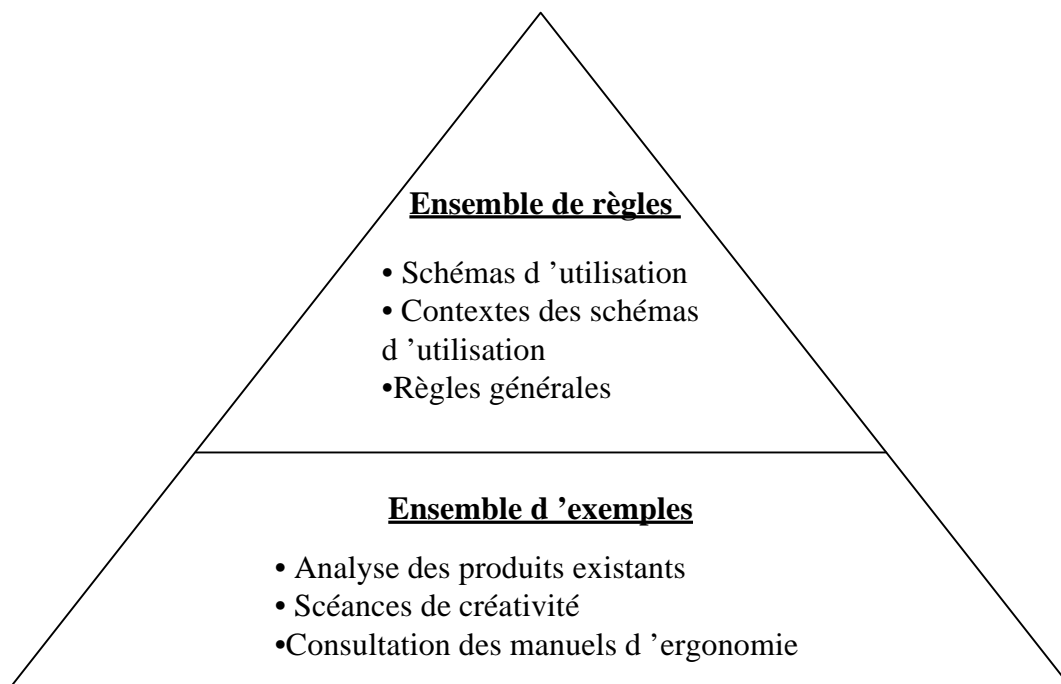 Ensemble de règles
• Schémas d ’utilisation
• Contextes des schémas
d ’utilisation
•Règles générales
Ensemble d ’exemples
• Analyse des produits existants
• Scéances de créativité
•Consultation des manuels d ’ergonomie